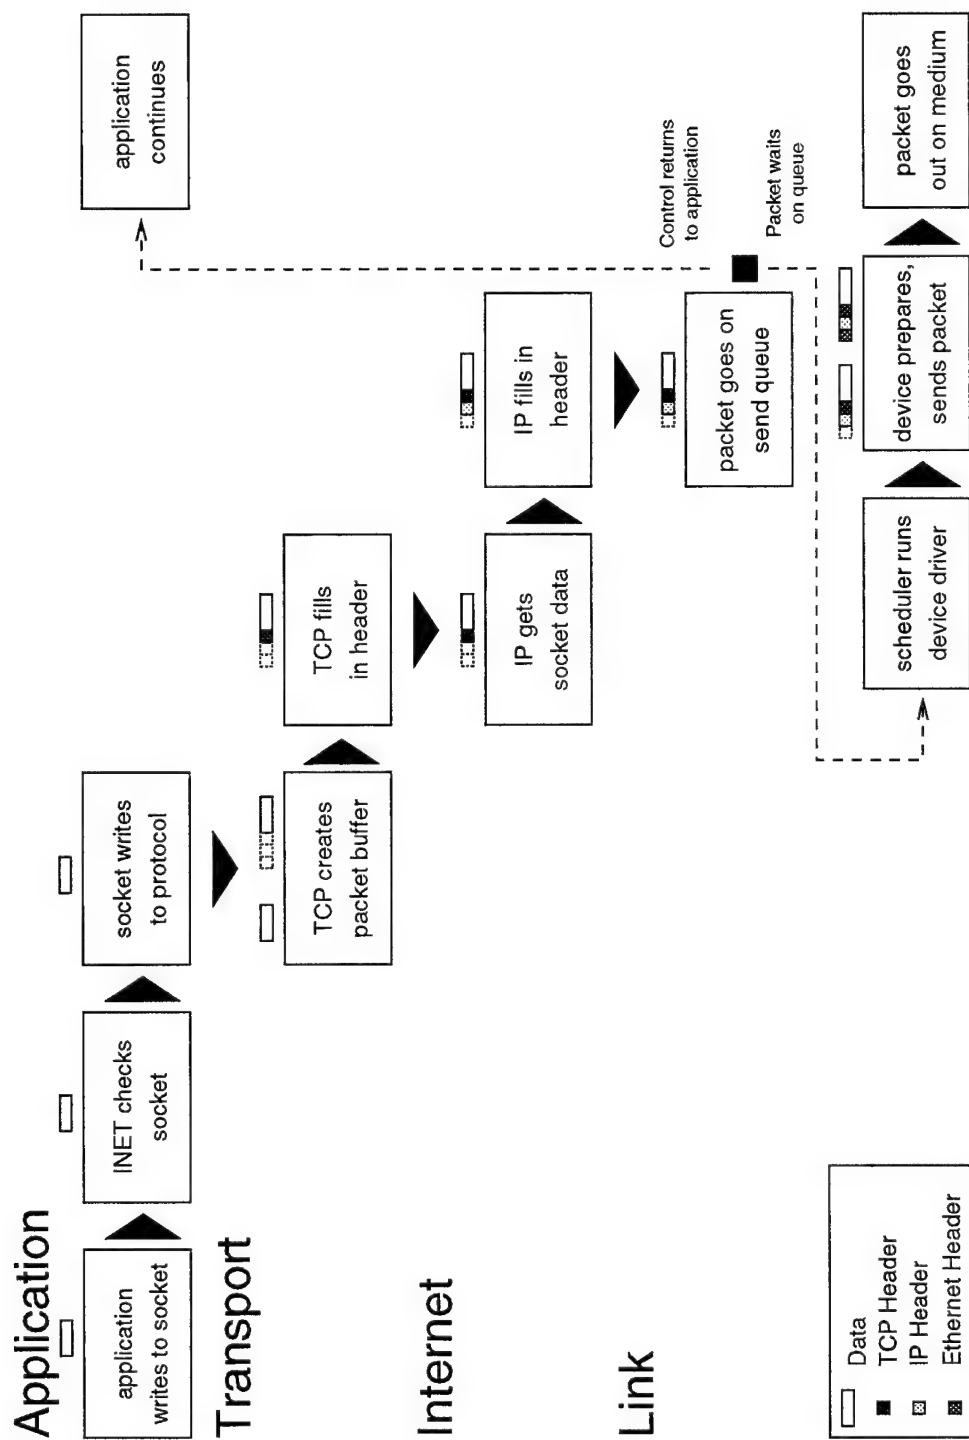 Application
application
writes to socket
INET checks
socket
socket writes
to protocol
application
continues
Transport
TCP creates
packet buffer
TCP fills
in header
Internet
IP gets
socket data
IP fills in
header
Link
packet goes on
send queue
Control returns
to application
Packet waits
on queue
scheduler runs
device driver
device prepares,
sends packet
packet goes
out on medium
Data
TCP Header
IP Header
Ethernet Header